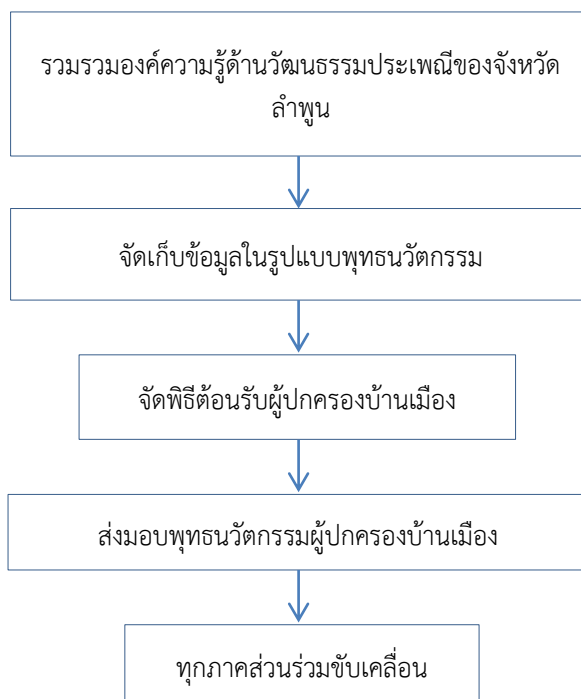 รวมรวมองค์ความรู้ด้านวัฒนธรรมประเพณีของจังหวัด
ลำพูน
จัดเก็บข้อมูลในรูปแบบพุทธนวัตกรรม
จัดพิธีต้อนรับผู้ปกครองบ้านเมือง
ส่งมอบพุทธนวัตกรรมผู้ปกครองบ้านเมือง
ทุกภาคส่วนร่วมขับเคลื่อน